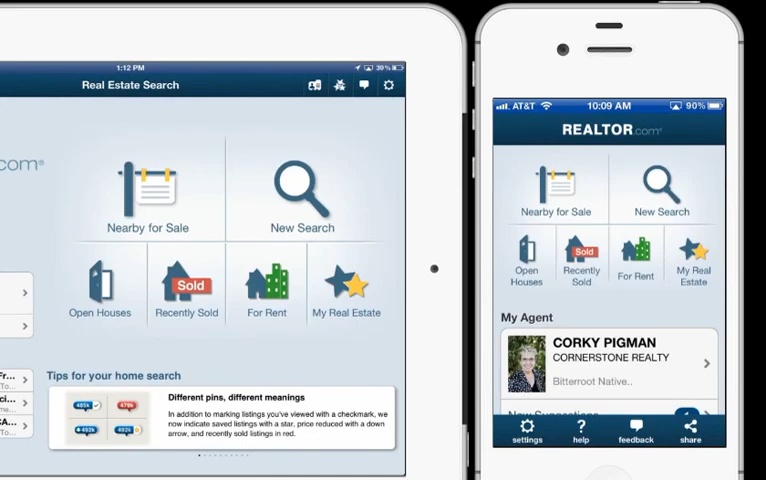 1:12 PM
39%
Real Estate Search
.com®
Nearby for Sale
New Search
Sold
Open Houses
Recently Sold
For Rent
My Real Estate
Tips for your home search
Different pins, different meanings
In addition to marking listings you've viewed with a checkmark, we
now indicate saved listings with a star, price reduced with a down
arrow, and recently sold listings in red.
AT&T
10:09 AM
90%
REALTOR.com®
Nearby for Sale
New Search
Sold
Open
Houses
Recently
Sold
For Rent
My Real
Estate
My Agent
CORKY PIGMAN
CORNERSTONE REALTY
Bitterroot Native..
settings
help
feedback
share